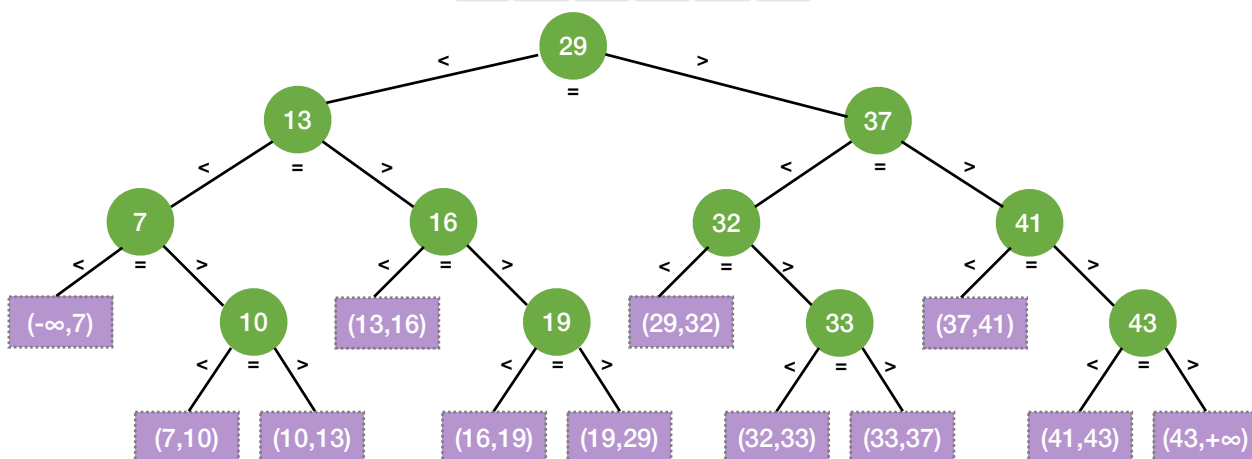 29
< >
=
13 37
< = > < = >
7 16 32 41
< = > < = > < = > < = >
(-∞,7) 10 (13,16) 19 (29,32) 33 (37,41) 43
< = > < = > < = > < = >
(7,10) (10,13) (16,19) (19,29) (32,33) (33,37) (41,43) (43,+∞)